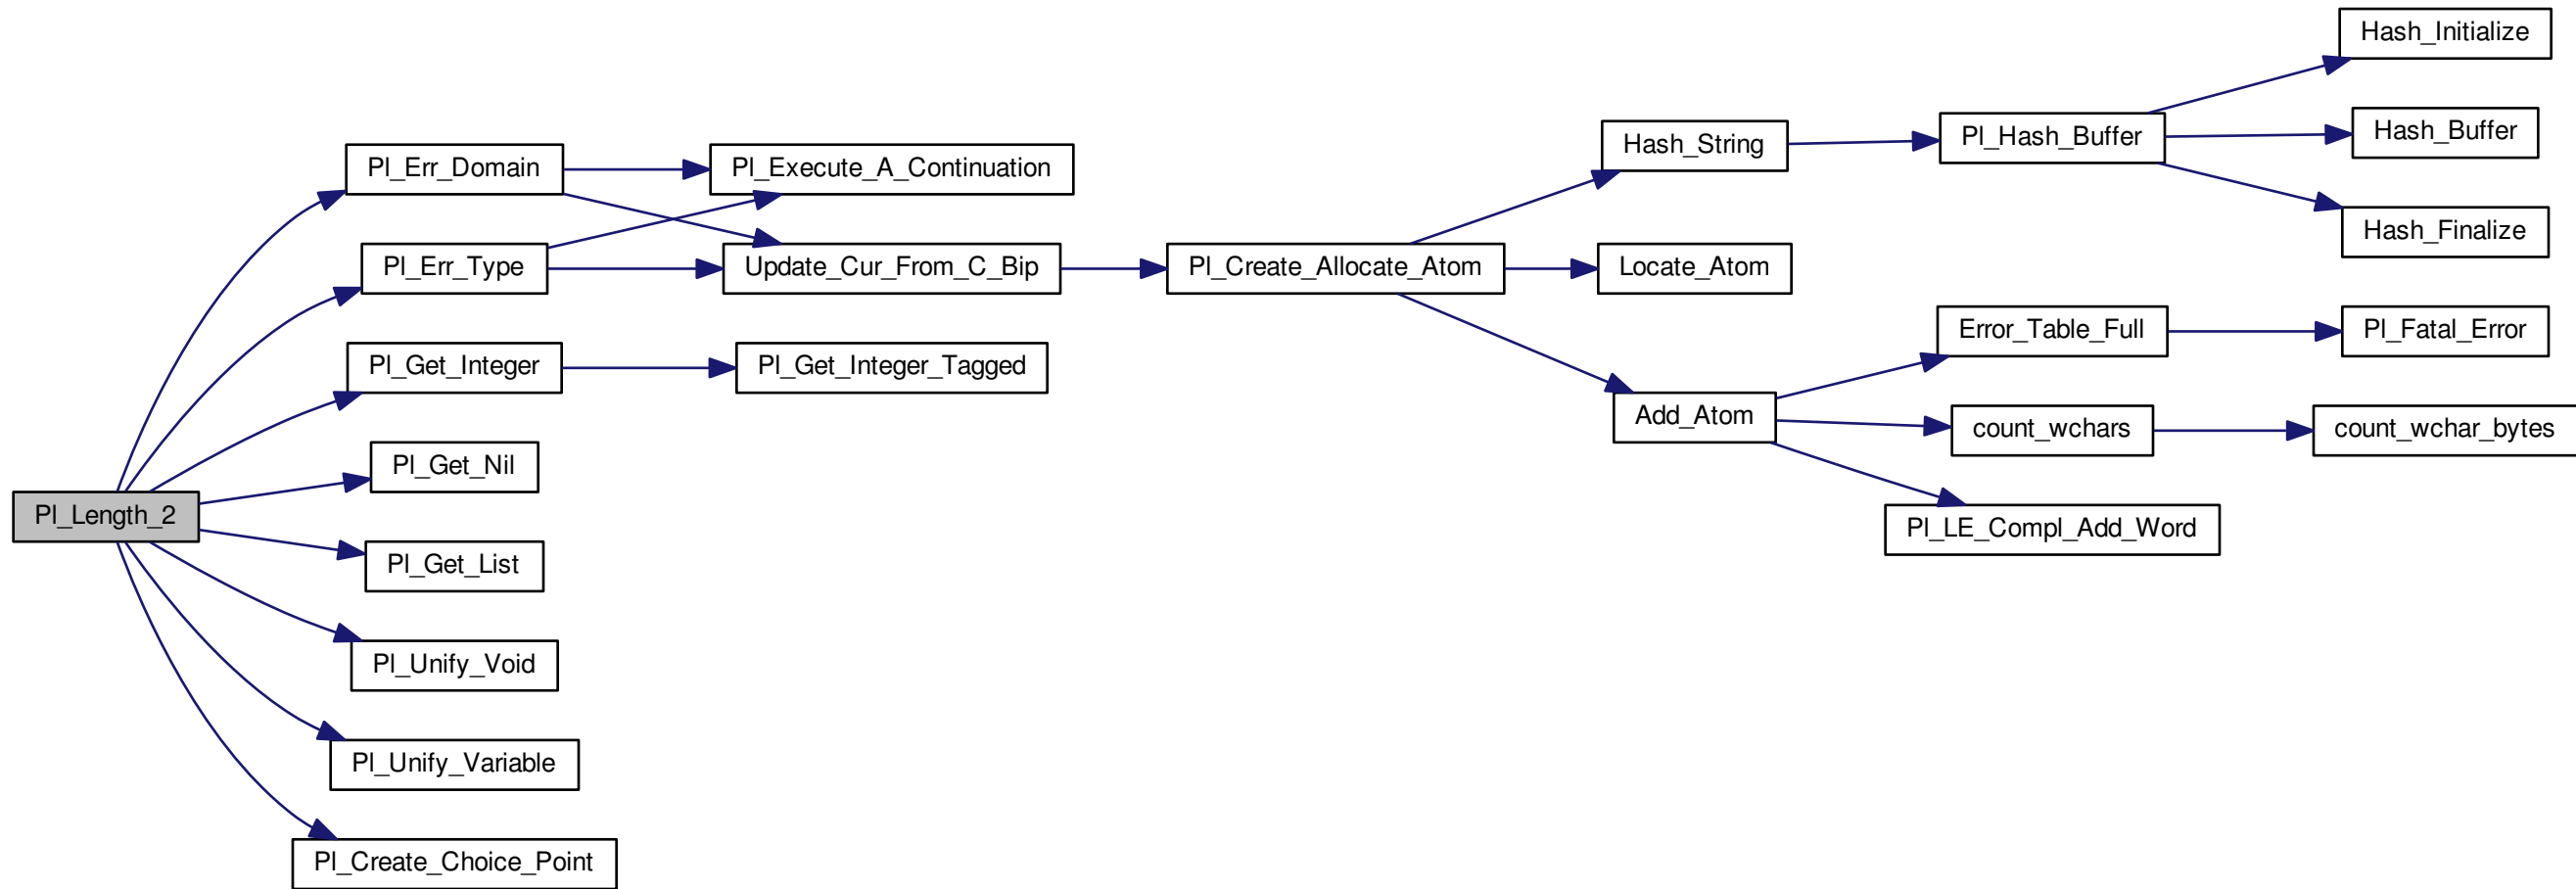 Pl_Length_2
Pl_Err_Domain
Pl_Err_Type
Pl_Get_Integer
Pl_Get_Nil
Pl_Get_List
Pl_Unify_Void
Pl_Unify_Variable
Pl_Create_Choice_Point
Pl_Execute_A_Continuation
Update_Cur_From_C_Bip
Pl_Get_Integer_Tagged
Pl_Create_Allocate_Atom
Hash_String
Locate_Atom
Add_Atom
Pl_Hash_Buffer
Error_Table_Full
count_wchars
Pl_LE_Compl_Add_Word
Hash_Initialize
Hash_Buffer
Hash_Finalize
Pl_Fatal_Error
count_wchar_bytes